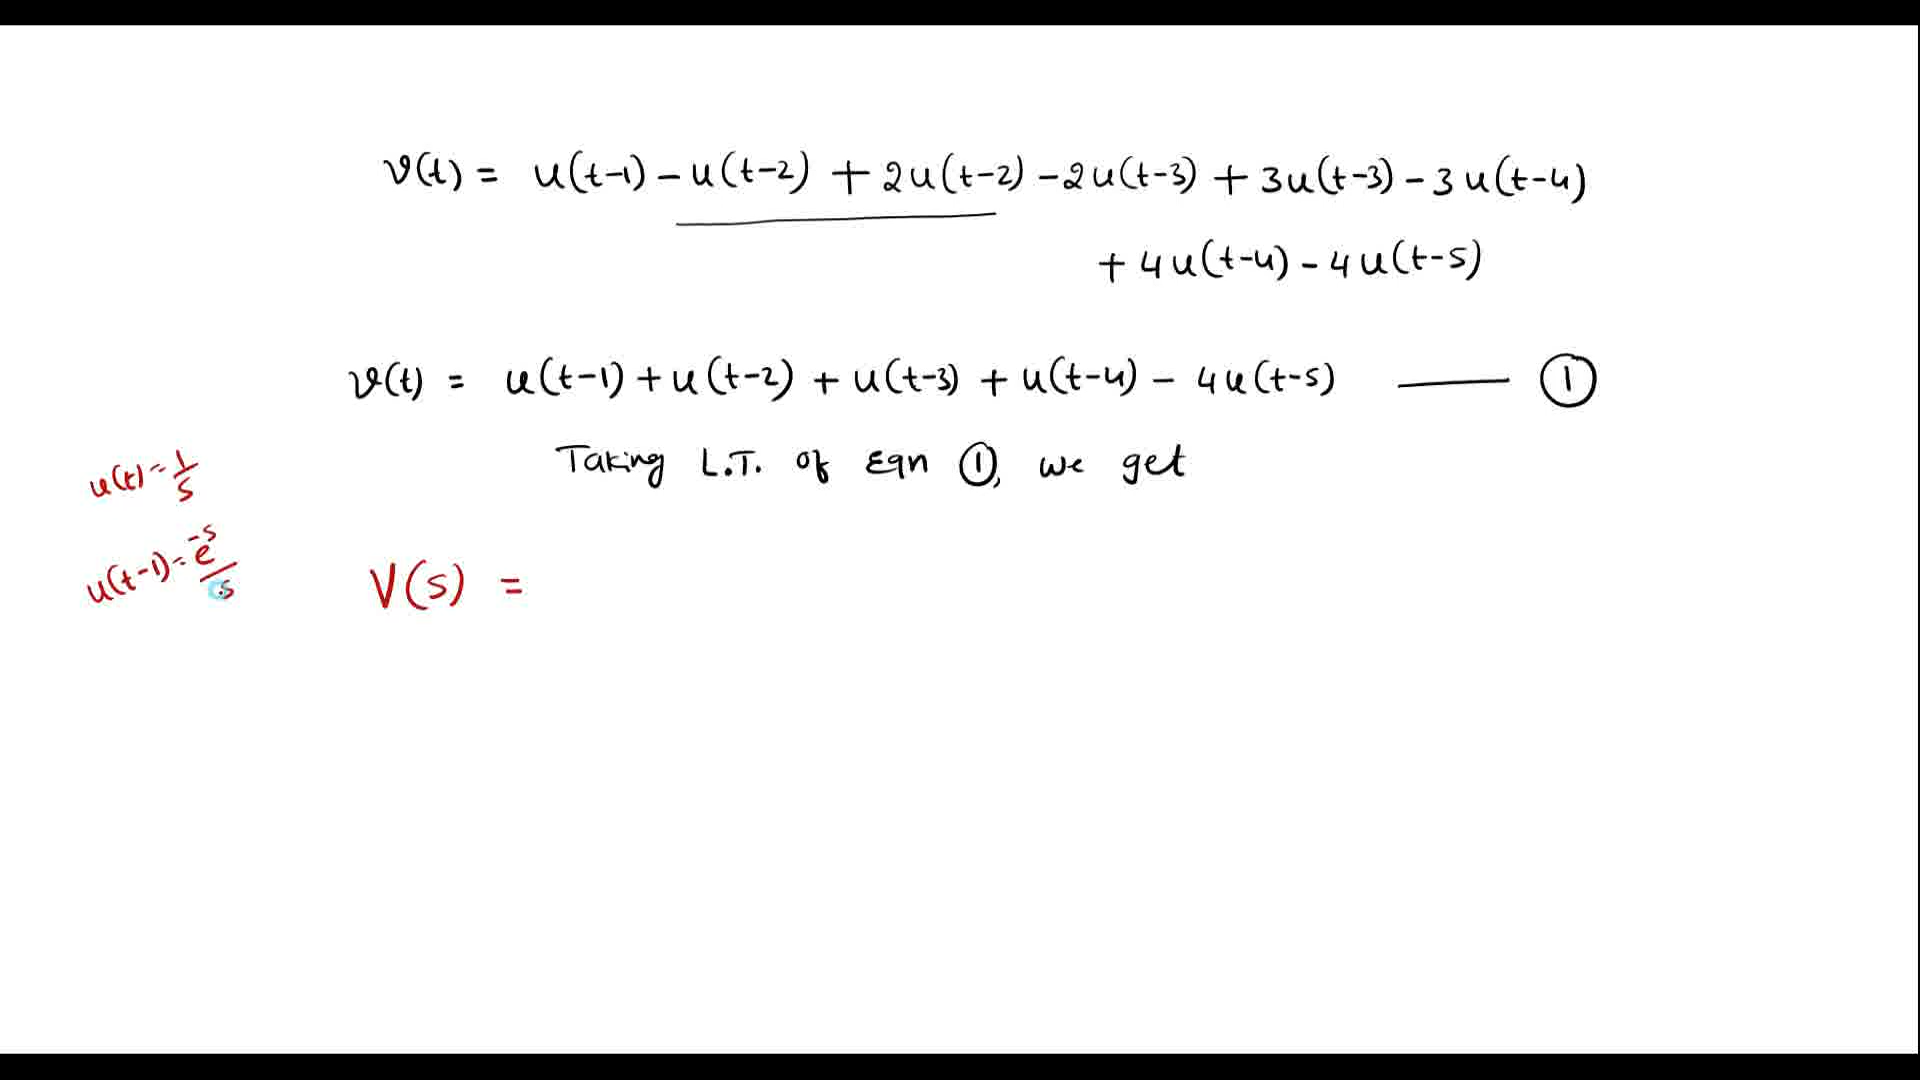 v(t) = u(t-1) - u(t-2) + 2u(t-2) - 2u(t-3) + 3u(t-3) - 3u(t-4)
+ 4u(t-4) - 4u(t-5)
v(t) = u(t-1) + u(t-2) + u(t-3) + u(t-4) - 4u(t-5) —— ①
Taking L.T. of Eqn ①, we get
u(t) = 1/s
u(t-1) = e^-s/s
V(s) =